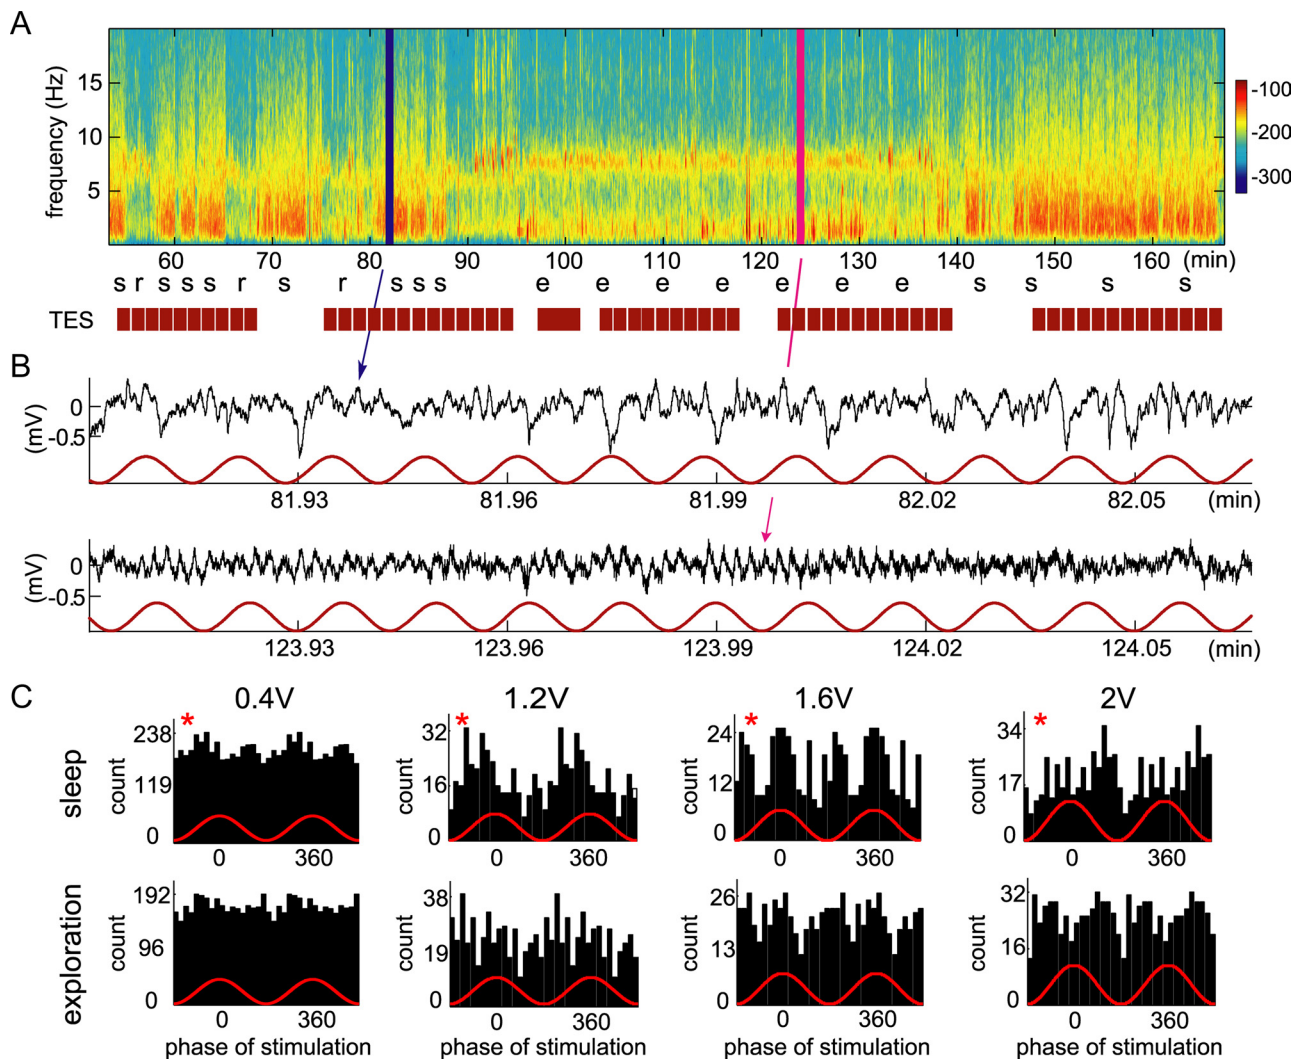 A
frequency (Hz)
15
10
5
-100
-200
-300
60 70 80 90 100 110 120 130 140 150 160 (min)
s r s s s r s r s s s e e e e e e e s s s s
TES
B
0
-0.5
(mV)
81.93 81.96 81.99 82.02 82.05 (min)
0
-0.5
(mV)
123.93 123.96 123.99 124.02 124.05 (min)
C
0.4V 1.2V 1.6V 2V
sleep
* * * *
count 238 119 0
count 32 16 0
count 24 12 0
count 34 17 0
0 360 0 360 0 360 0 360
exploration
count 192 96 0
count 38 19 0
count 26 13 0
count 32 16 0
0 360 0 360 0 360 0 360
phase of stimulation phase of stimulation phase of stimulation phase of stimulation